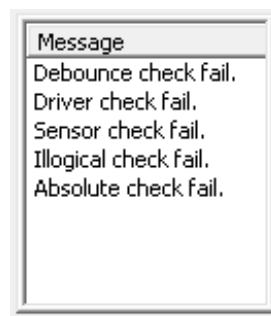 Message
Debounce check fail.
Driver check fail.
Sensor check fail.
Illogical check fail.
Absolute check fail.